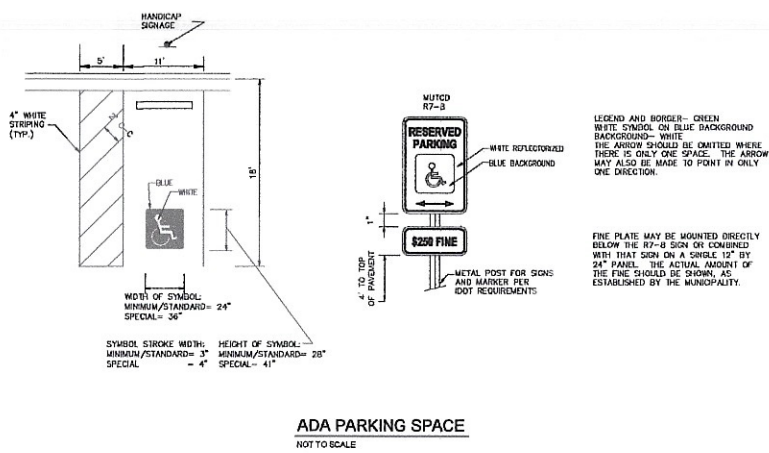 HANDICAP
SIGNAGE
5'
11'
4" WHITE
STRIPING
(TYP.)
2'
18'
BLUE
WHITE
WIDTH OF SYMBOL:
MINIMUM/STANDARD= 24"
SPECIAL= 36"
SYMBOL STROKE WIDTH:
MINIMUM/STANDARD= 3"
SPECIAL = 4"
HEIGHT OF SYMBOL:
MINIMUM/STANDARD= 28"
SPECIAL= 41"
MUTCD
R7-8
RESERVED
PARKING
WHITE REFLECTORIZED
BLUE BACKGROUND
1"
$250 FINE
4' TO TOP
OF PAVEMENT
METAL POST FOR SIGNS
AND MARKER PER
IDOT REQUIREMENTS
LEGEND AND BORDER- GREEN
WHITE SYMBOL ON BLUE BACKGROUND
BACKGROUND- WHITE
THE ARROW SHOULD BE OMITTED WHERE
THERE IS ONLY ONE SPACE. THE ARROW
MAY ALSO BE MADE TO POINT IN ONLY
ONE DIRECTION.
FINE PLATE MAY BE MOUNTED DIRECTLY
BELOW THE R7-8 SIGN OR COMBINED
WITH THAT SIGN ON A SINGLE 12" BY
24" PANEL. THE ACTUAL AMOUNT OF
THE FINE SHOULD BE SHOWN, AS
ESTABLISHED BY THE MUNICIPALITY.
ADA PARKING SPACE
NOT TO SCALE